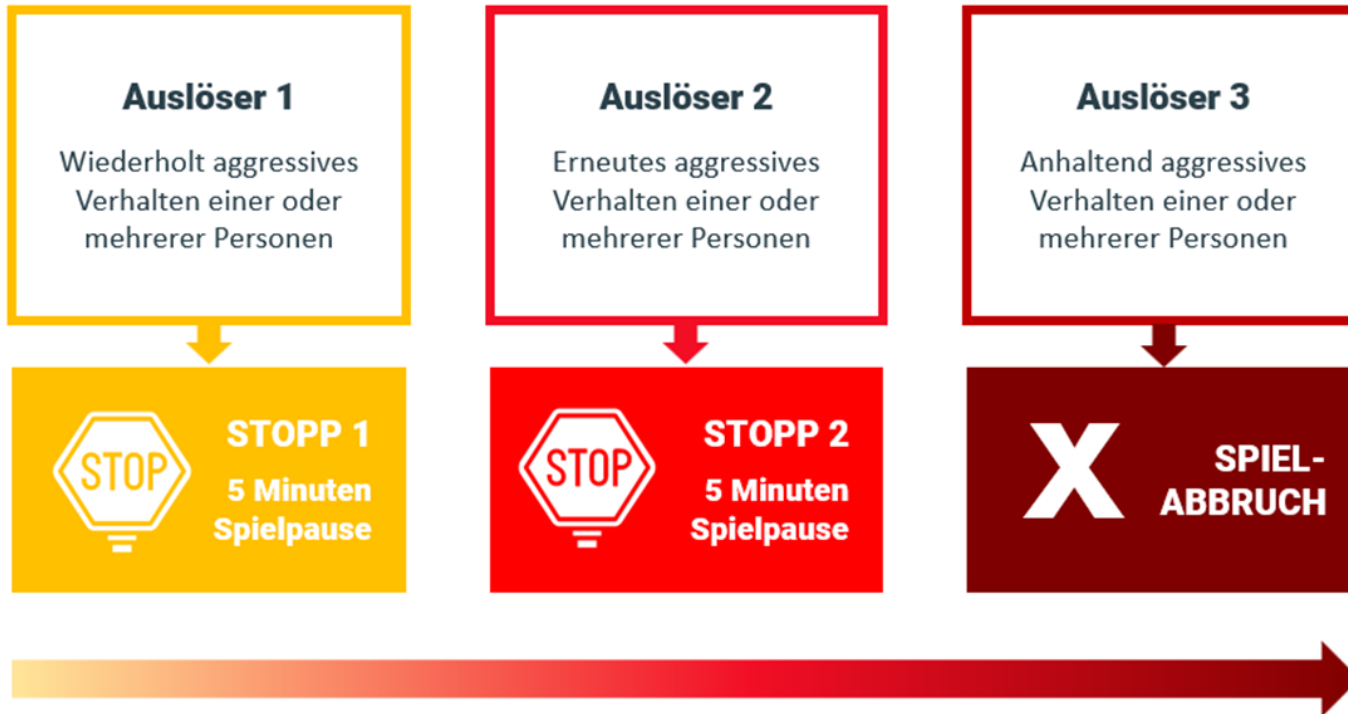 Auslöser 1
Wiederholt aggressives
Verhalten einer oder
mehrerer Personen
STOP
STOPP 1
5 Minuten
Spielpause
Auslöser 2
Erneutes aggressives
Verhalten einer oder
mehrerer Personen
STOP
STOPP 2
5 Minuten
Spielpause
Auslöser 3
Anhaltend aggressives
Verhalten einer oder
mehrerer Personen
X
SPIEL-
ABBRUCH